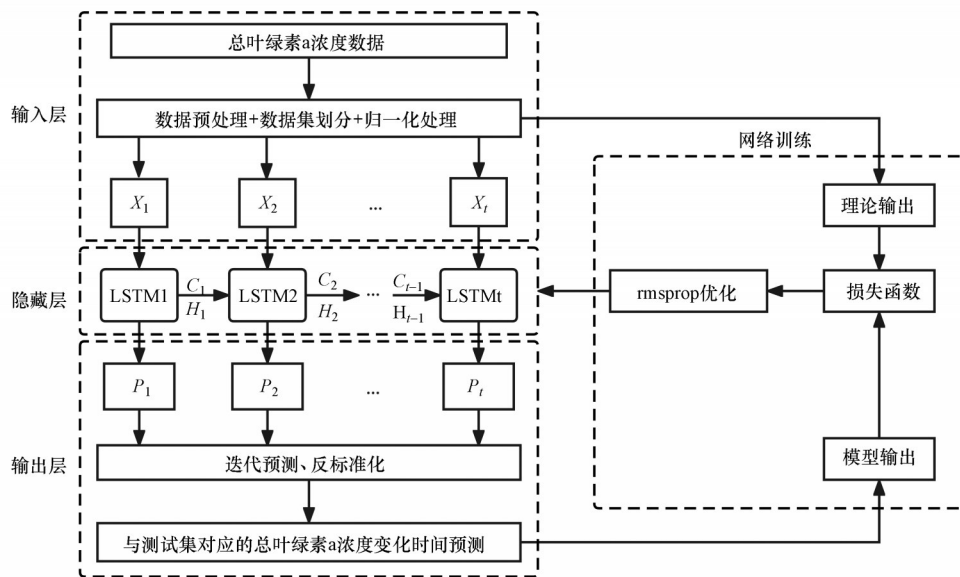 总叶绿素a浓度数据
输入层
数据预处理+数据集划分+归一化处理
网络训练
X1
X2
...
Xt
理论输出
隐藏层
LSTM1
C1
H1
LSTM2
C2
H2
...
Ct−1
Ht−1
LSTMt
rmsprop优化
损失函数
P1
P2
...
Pt
输出层
迭代预测、反标准化
模型输出
与测试集对应的总叶绿素a浓度变化时间预测